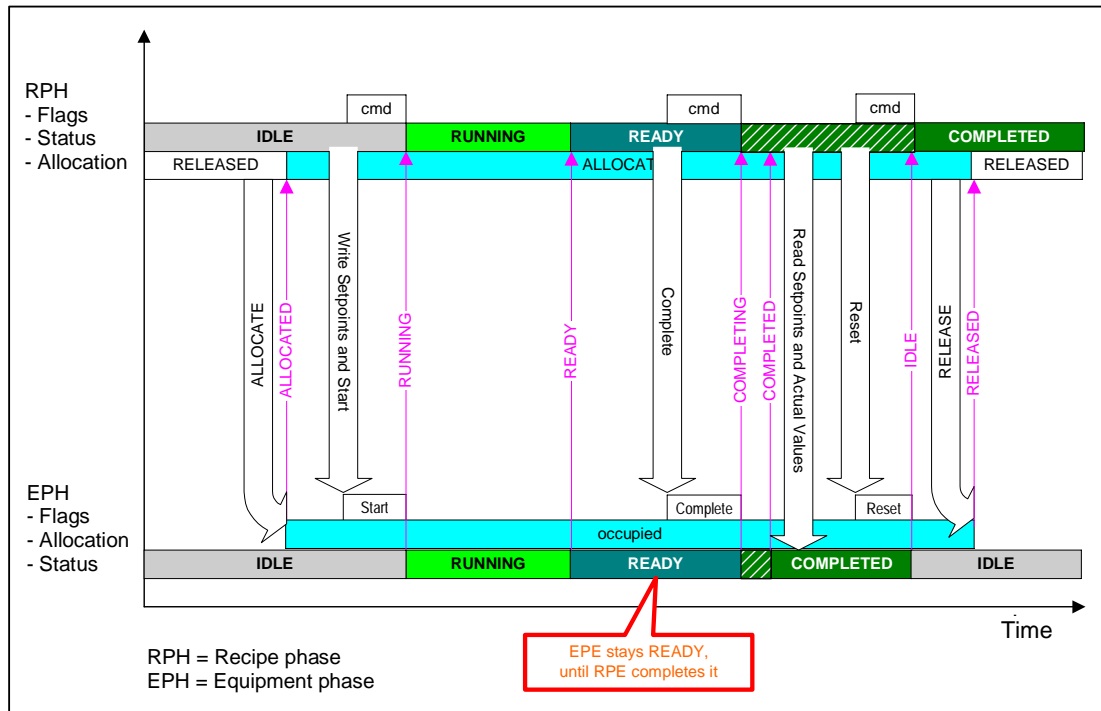 RPH
- Flags
- Status
- Allocation
cmd
cmd
cmd
IDLE
RUNNING
READY
COMPLETED
RELEASED
ALLOCAT
RELEASED
ALLOCATE
ALLOCATED
Write Setpoints and Start
RUNNING
READY
Complete
COMPLETING
COMPLETED
Read Setpoints and Actual Values
Reset
IDLE
RELEASE
RELEASED
EPH
- Flags
- Allocation
- Status
Start
Complete
Reset
occupied
IDLE
RUNNING
READY
COMPLETED
IDLE
Time
EPE stays READY,
until RPE completes it
RPH = Recipe phase
EPH = Equipment phase